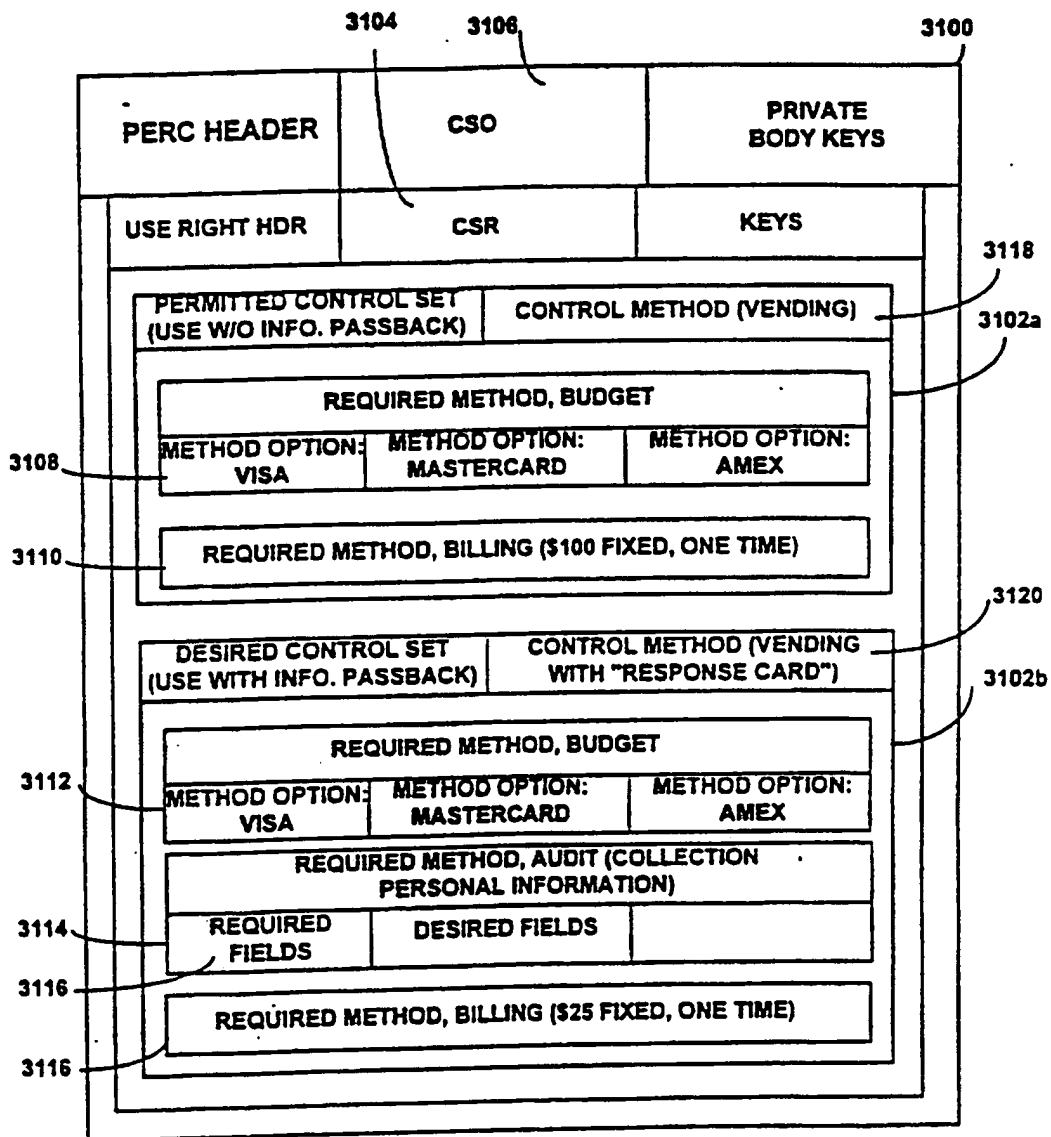 3104
3106
3100
PERC HEADER
CSO
PRIVATE
BODY KEYS
USE RIGHT HDR
CSR
KEYS
3118
PERMITTED CONTROL SET
(USE W/O INFO. PASSBACK)
CONTROL METHOD (VENDING)
3102a
REQUIRED METHOD, BUDGET
3108
METHOD OPTION:
VISA
METHOD OPTION:
MASTERCARD
METHOD OPTION:
AMEX
3110
REQUIRED METHOD, BILLING ($100 FIXED, ONE TIME)
3120
DESIRED CONTROL SET
(USE WITH INFO. PASSBACK)
CONTROL METHOD (VENDING
WITH "RESPONSE CARD")
3102b
REQUIRED METHOD, BUDGET
3112
METHOD OPTION:
VISA
METHOD OPTION:
MASTERCARD
METHOD OPTION:
AMEX
REQUIRED METHOD, AUDIT (COLLECTION
PERSONAL INFORMATION)
3114
REQUIRED
FIELDS
DESIRED FIELDS
3116
REQUIRED METHOD, BILLING ($25 FIXED, ONE TIME)
3116